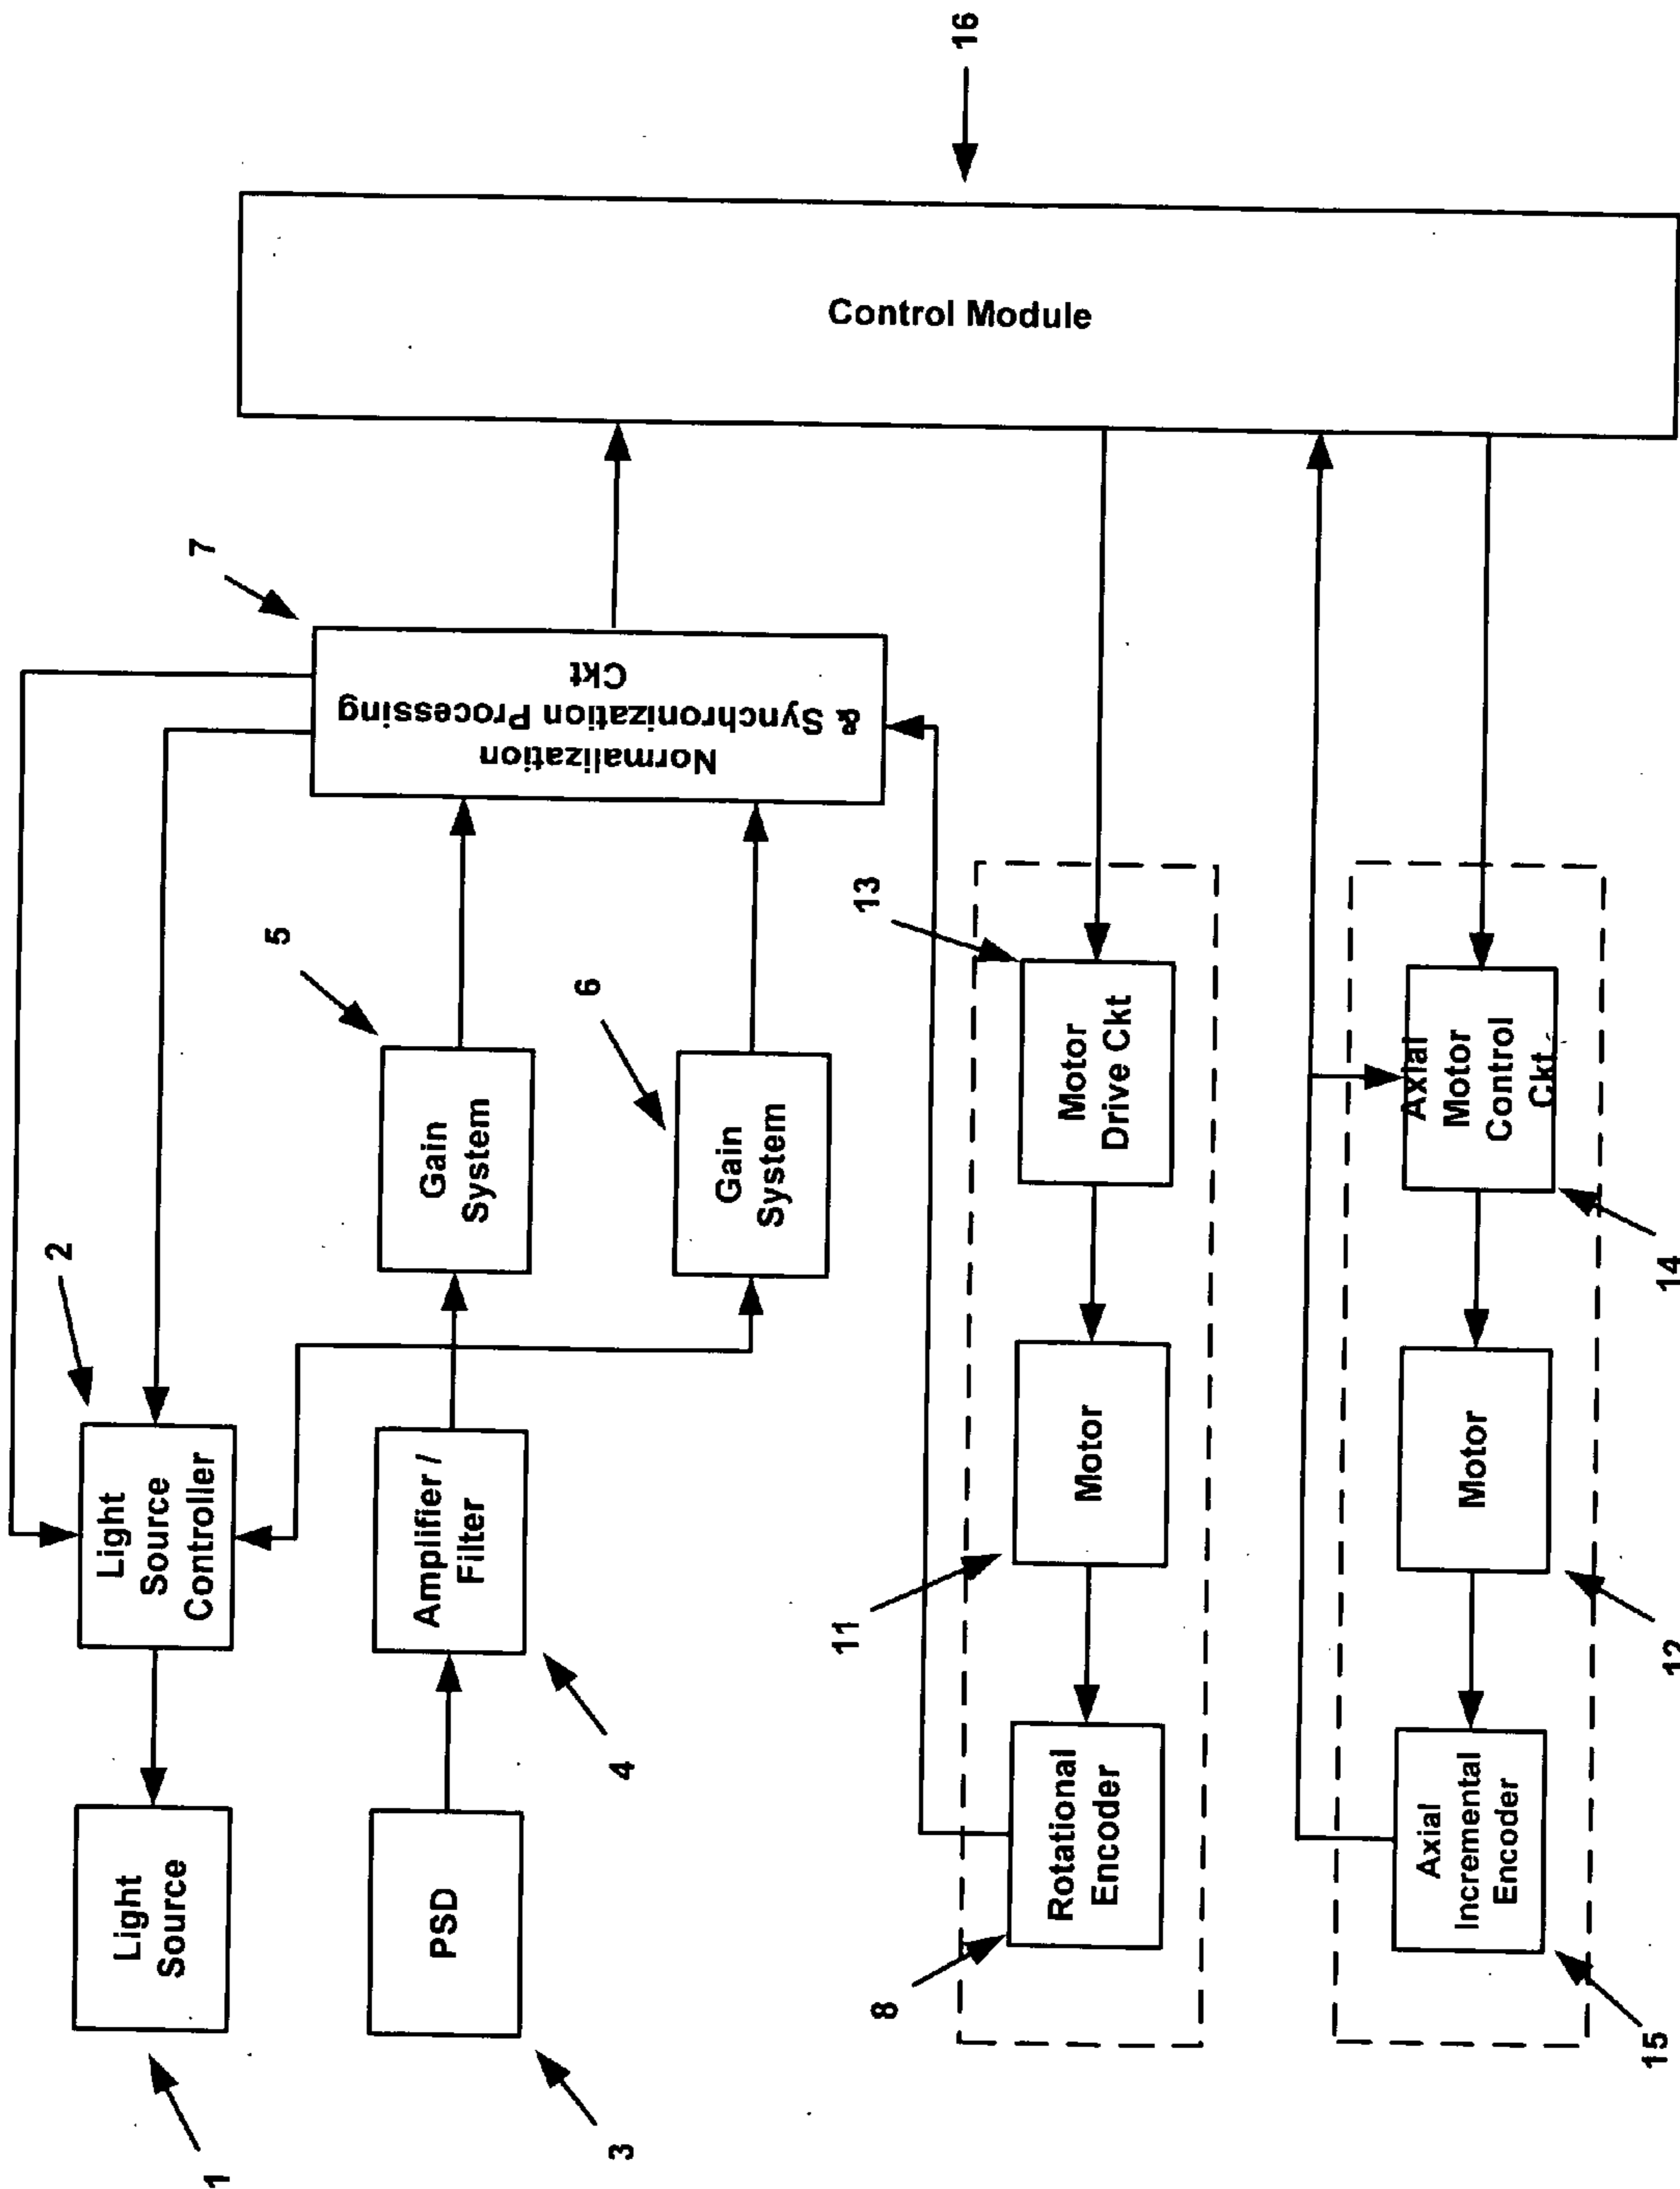 1
Light
Source
2
Light
Source
Controller
3
PSD
4
Amplifier /
Filter
5
Gain
System
6
Gain
System
7
Normalization
& Synchronization Processing
Ckt
8
Rotational
Encoder
11
Motor
13
Motor
Drive Ckt
15
Axial
Incremental
Encoder
12
Motor
14
Axial
Motor
Control
Ckt
Control Module
16